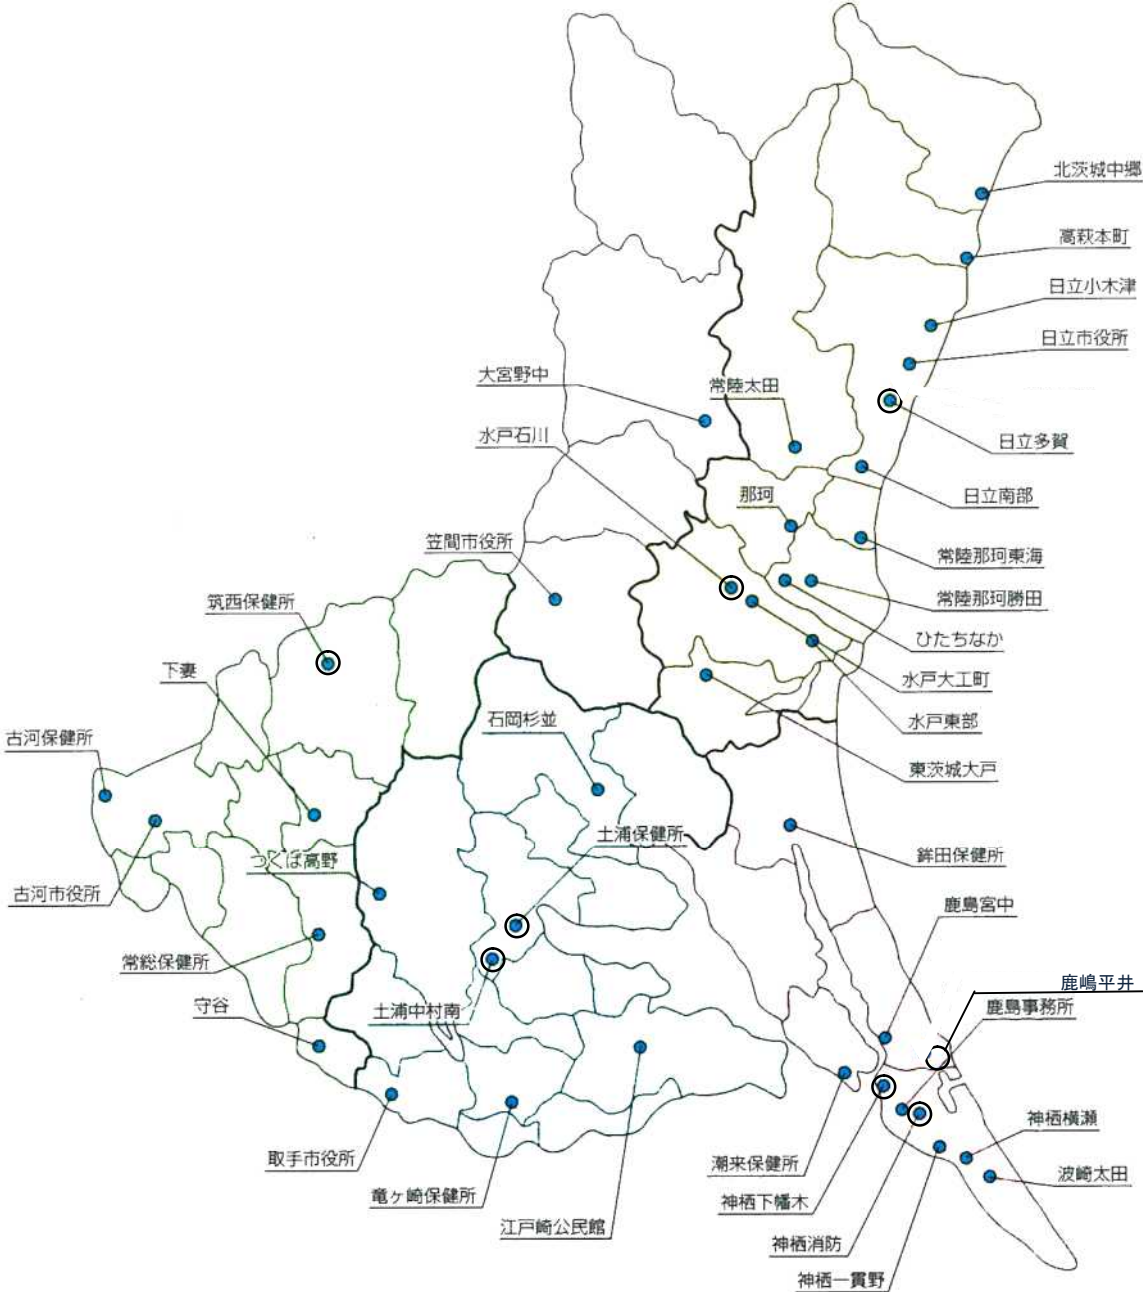 北茨城中郷
高萩本町
日立小木津
日立市役所
大宮野中
常陸太田
水戸石川
日立多賀
日立南部
那珂
笠間市役所
常陸那珂東海
筑西保健所
常陸那珂勝田
ひたちなか
下妻
水戸大工町
石岡杉並
水戸東部
古河保健所
東茨城大戸
土浦保健所
つくば高野
鉾田保健所
古河市役所
鹿島宮中
常総保健所
鹿嶋平井
守谷
土浦中村南
鹿島事務所
神栖横瀬
取手市役所
潮来保健所
波崎太田
竜ヶ崎保健所
神栖下幡木
江戸崎公民館
神栖消防
神栖一貫野